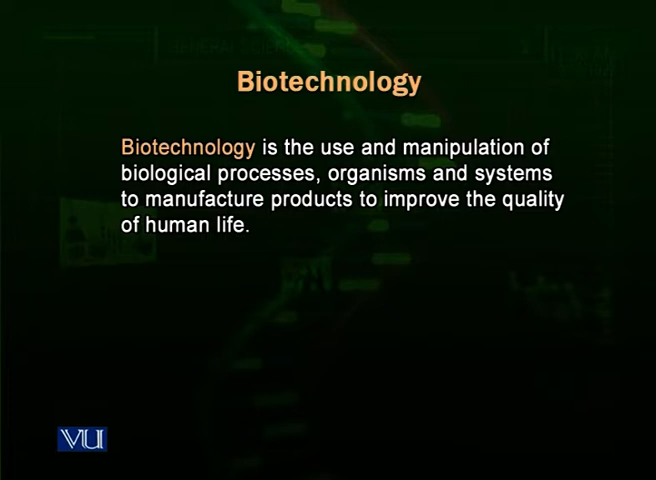 Biotechnology
Biotechnology is the use and manipulation of
biological processes, organisms and systems
to manufacture products to improve the quality
of human life.
VU